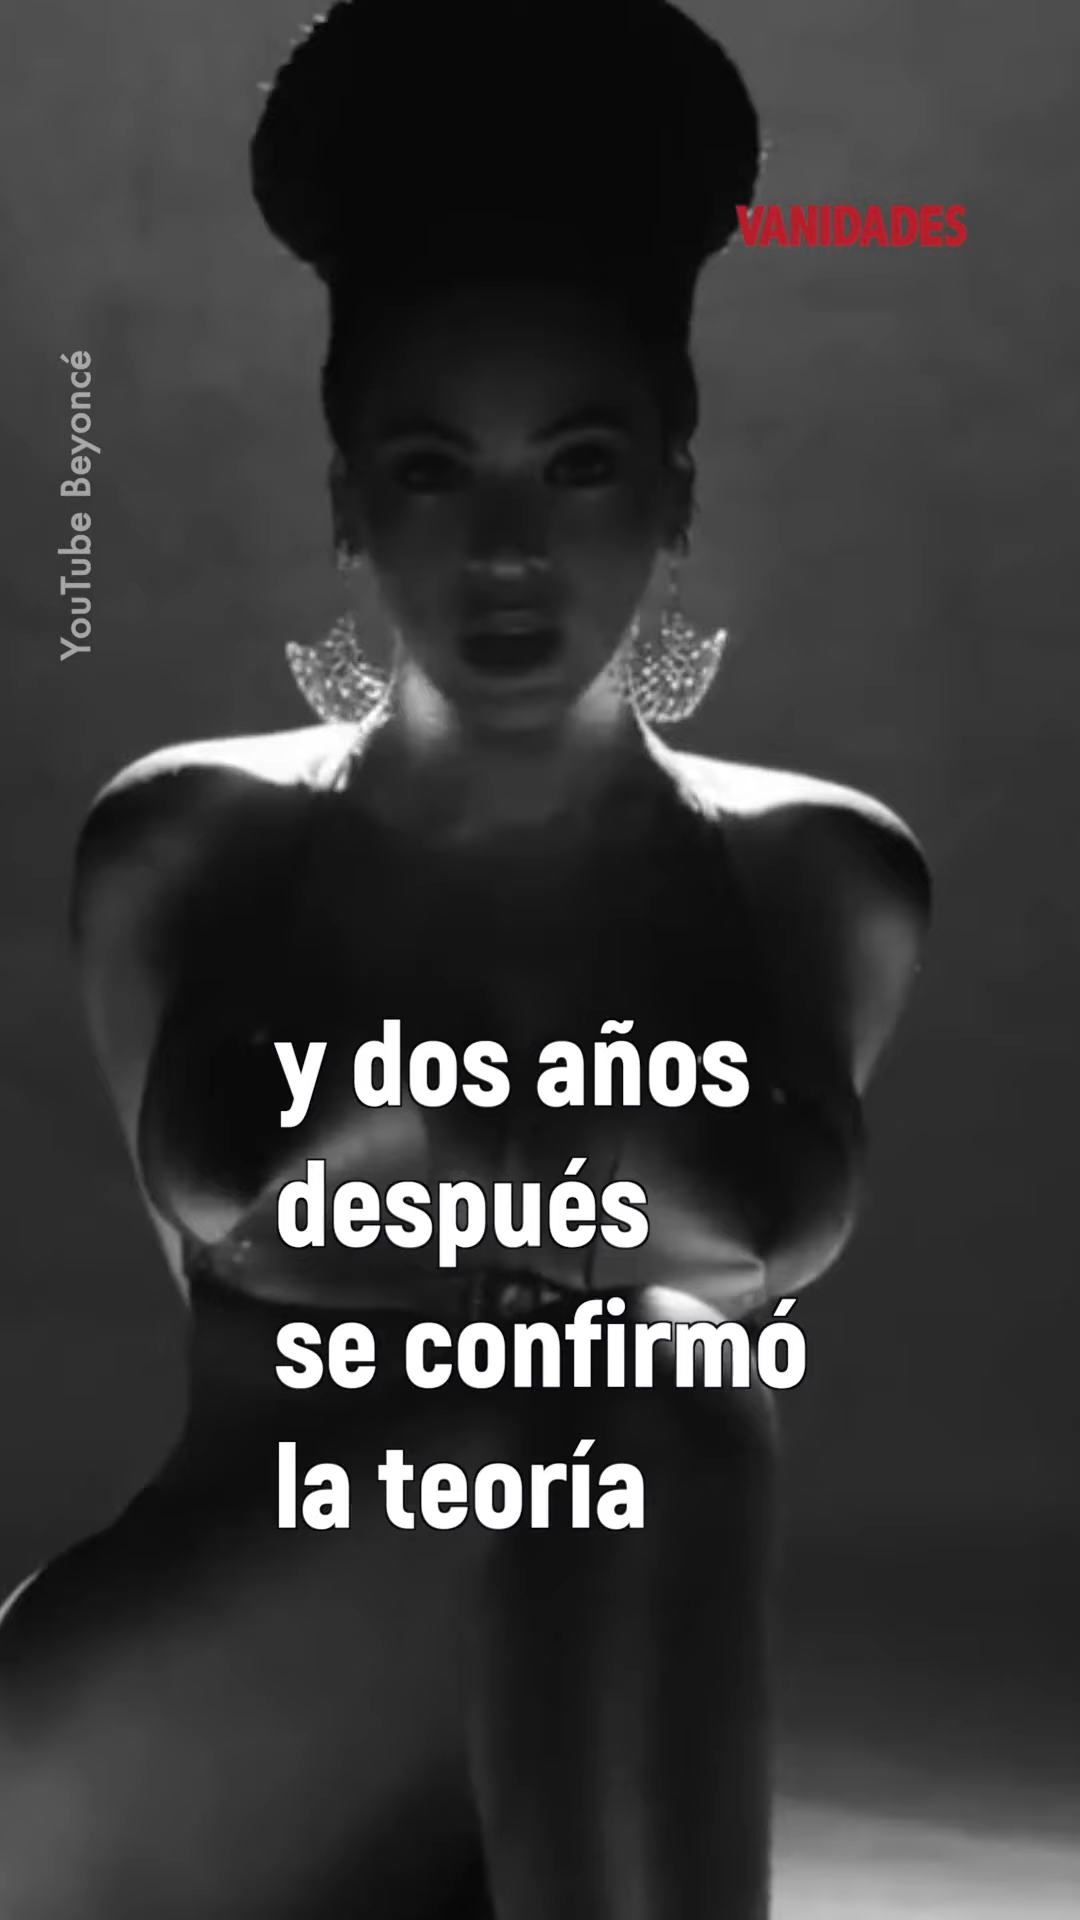 VANIDADES
YouTube Beyoncé
y dos años
después
se confirmó
la teoría